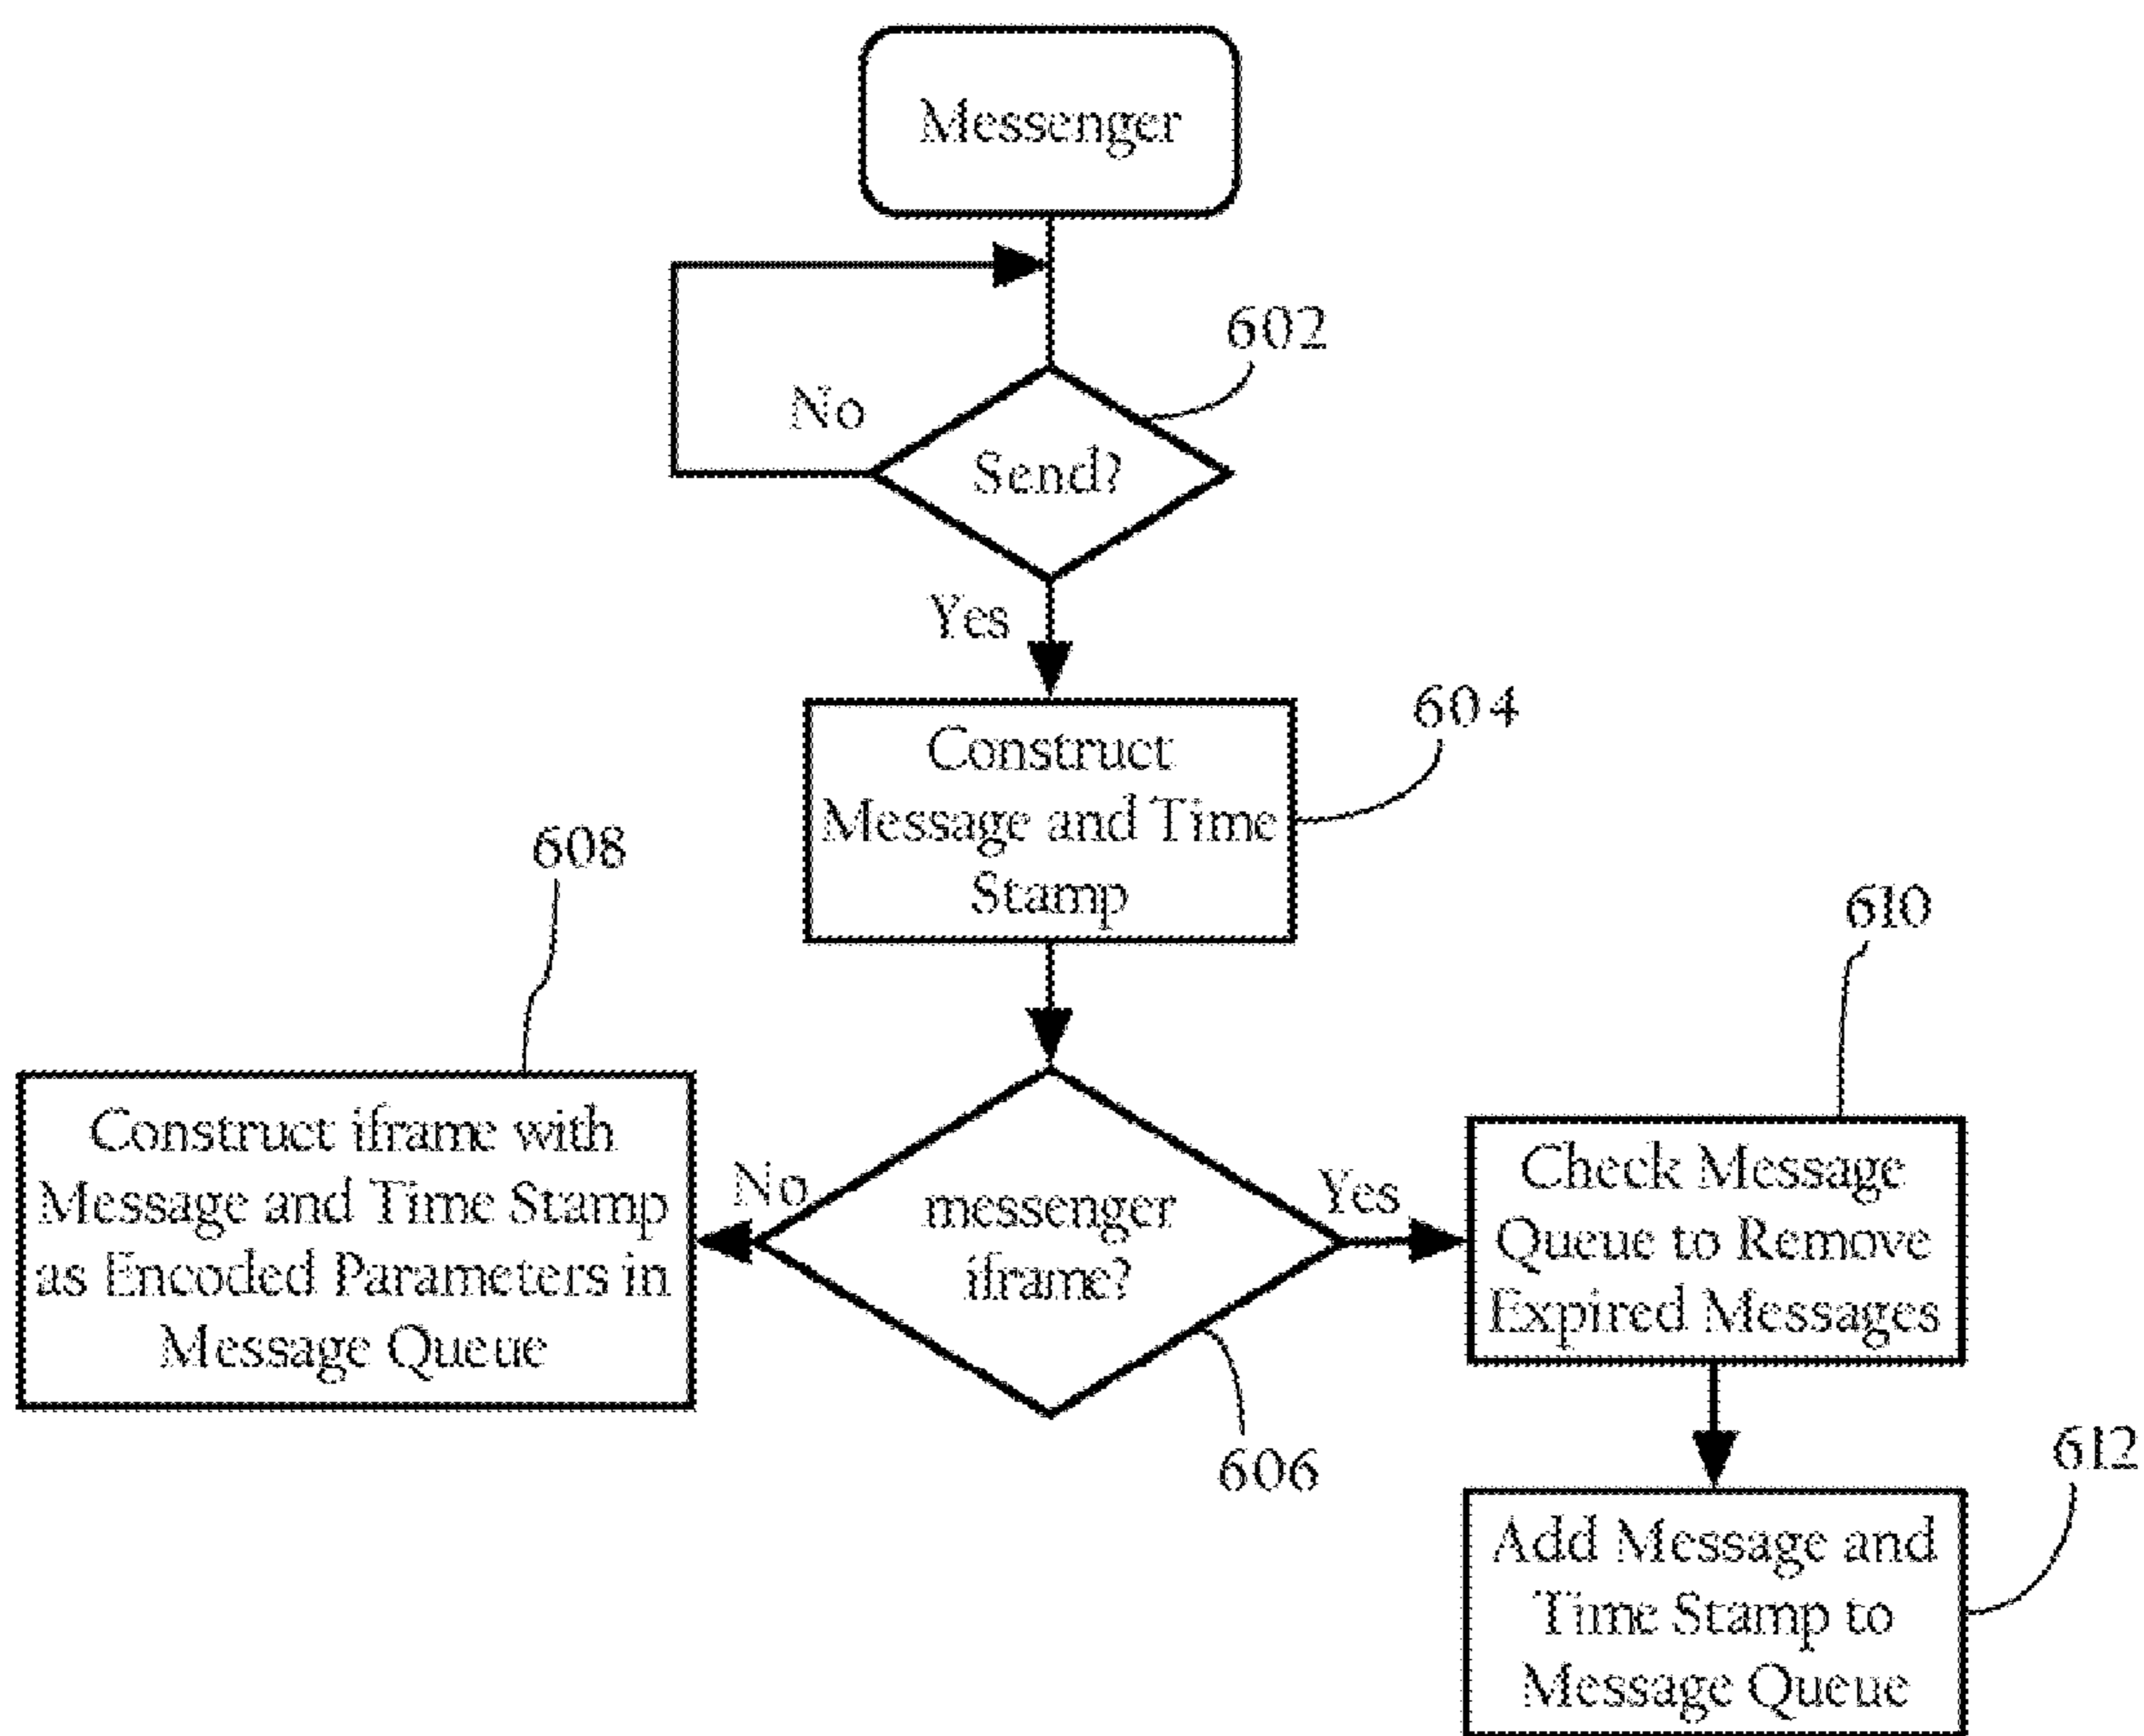 Messenger
602
No
Send?
Yes
604
Construct
Message and Time
Stamp
608
610
Construct iframe with
Message and Time Stamp
as Encoded Parameters in
Message Queue
No
messenger
iframe?
Yes
Check Message
Queue to Remove
Expired Messages
606
612
Add Message and
Time Stamp to
Message Queue